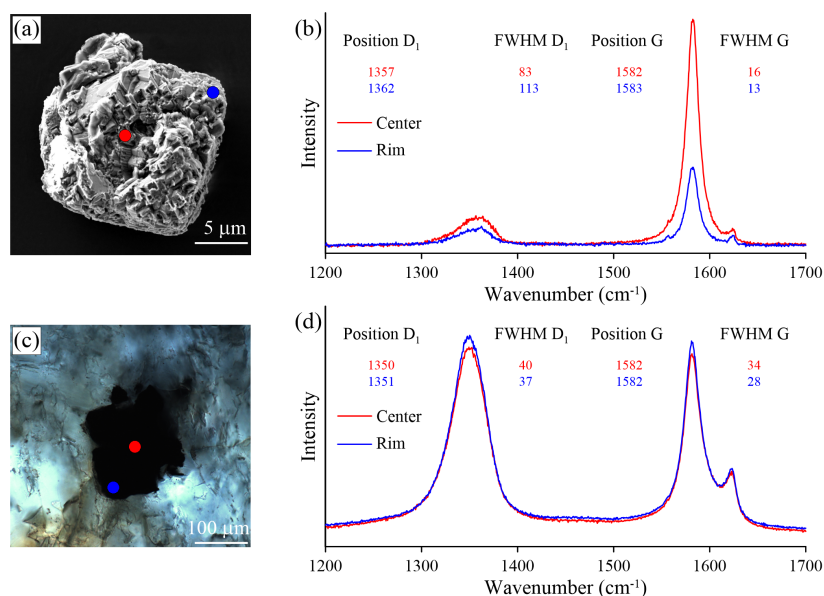 (a)
5 μm
(b)
Position D1 FWHM D1 Position G FWHM G
1357 83 1582 16
1362 113 1583 13
Center
Rim
Intensity
1200 1300 1400 1500 1600 1700
Wavenumber (cm-1)
(c)
100 μm
(d)
Position D1 FWHM D1 Position G FWHM G
1350 40 1582 34
1351 37 1582 28
Center
Rim
Intensity
1200 1300 1400 1500 1600 1700
Wavenumber (cm-1)